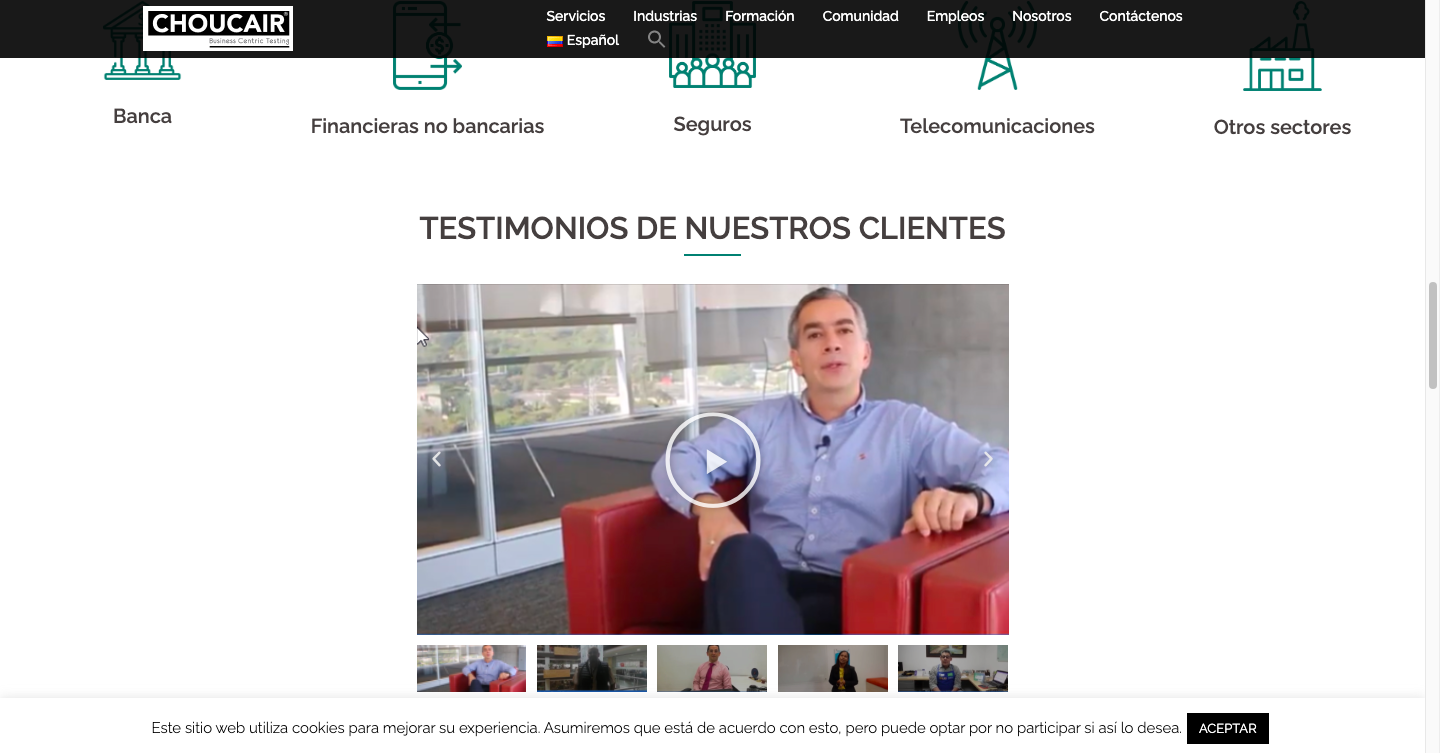 CHOUCAIR
Business Centric Testing
Servicios Industrias Formación Comunidad Empleos Nosotros Contáctenos
Español
Banca
Financieras no bancarias
Seguros
Telecomunicaciones
Otros sectores
TESTIMONIOS DE NUESTROS CLIENTES
Este sitio web utiliza cookies para mejorar su experiencia. Asumiremos que está de acuerdo con esto, pero puede optar por no participar si así lo desea. ACEPTAR